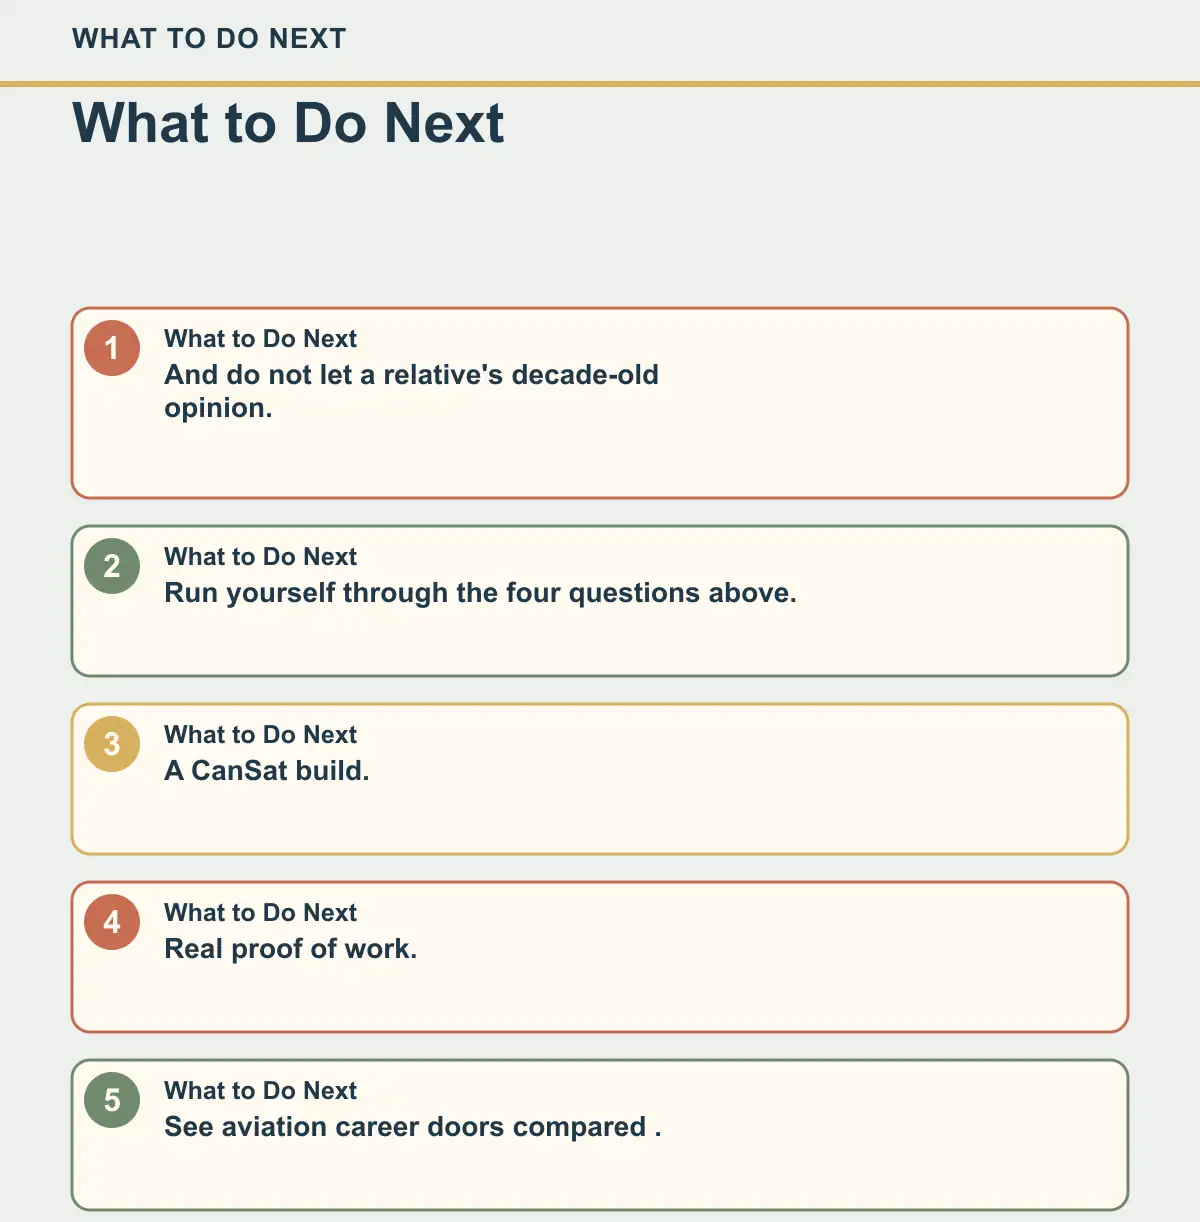 WHAT TO DO NEXT
What to Do Next
1
What to Do Next
And do not let a relative's decade-old
opinion.
2
What to Do Next
Run yourself through the four questions above.
3
What to Do Next
A CanSat build.
4
What to Do Next
Real proof of work.
5
What to Do Next
See aviation career doors compared .